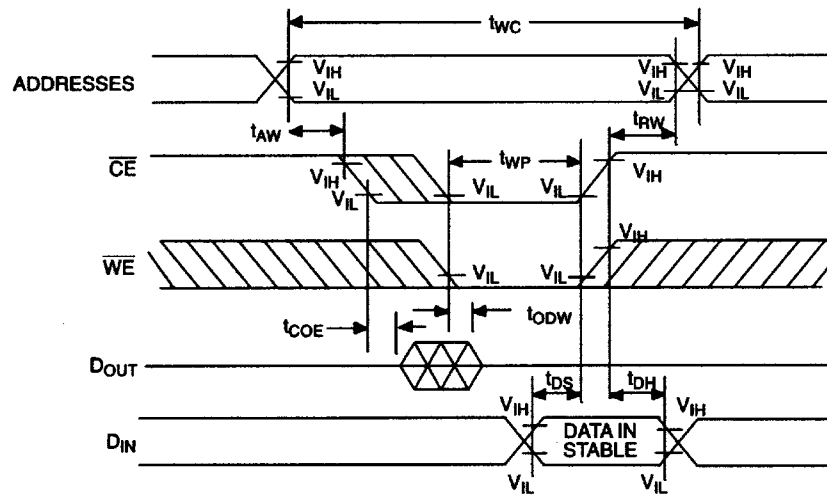 tWC
ADDRESSES
VIH VIH VIH
VIL VIL VIL
tAW tRW
CE
tWP
VIH VIH
VIL VIL VIL
WE
VIH
VIL VIL
tCOE tODW
DOUT
tDS tDH
VIH VIH
DIN
DATA IN
STABLE
VIL VIL